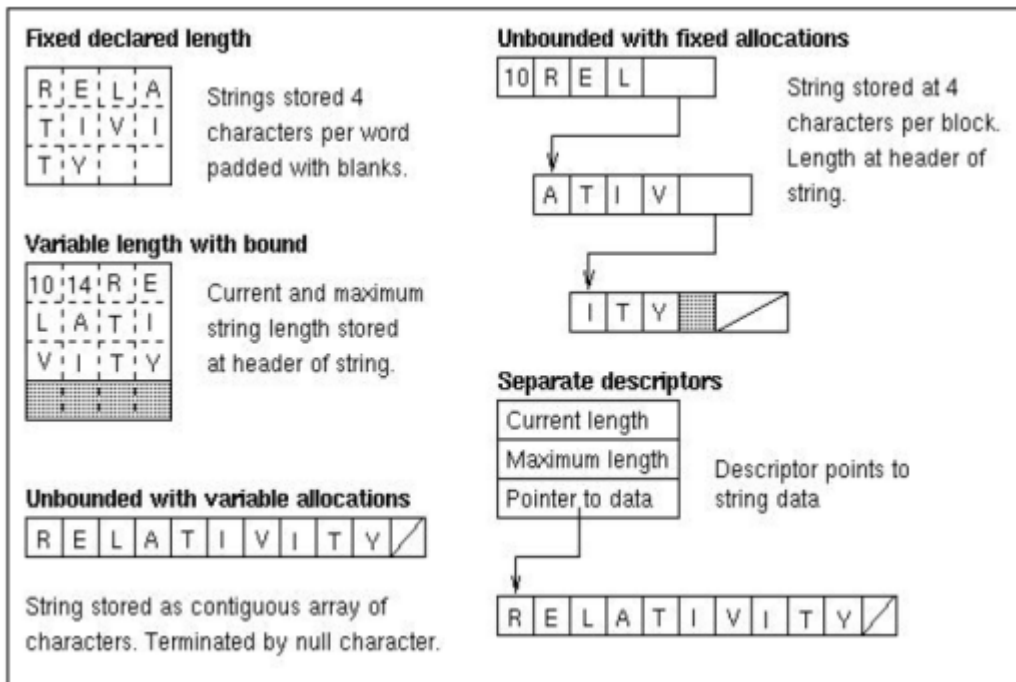 Fixed declared length
R E L A
T I V I
T Y
Strings stored 4
characters per word
padded with blanks.
Variable length with bound
10 14 R E
L A T I
V I T Y
Current and maximum
string length stored
at header of string.
Unbounded with variable allocations
R E L A T I V I T Y
String stored as contiguous array of
characters. Terminated by null character.
Unbounded with fixed allocations
10 R E L
A T I V
I T Y
String stored at 4
characters per block.
Length at header of
string.
Separate descriptors
Current length
Maximum length
Pointer to data
Descriptor points to
string data
R E L A T I V I T Y